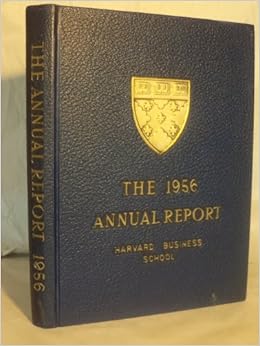 THE ANNUAL REPORT 1956
THE 1956
ANNUAL REPORT
HARVARD BUSINESS
SCHOOL